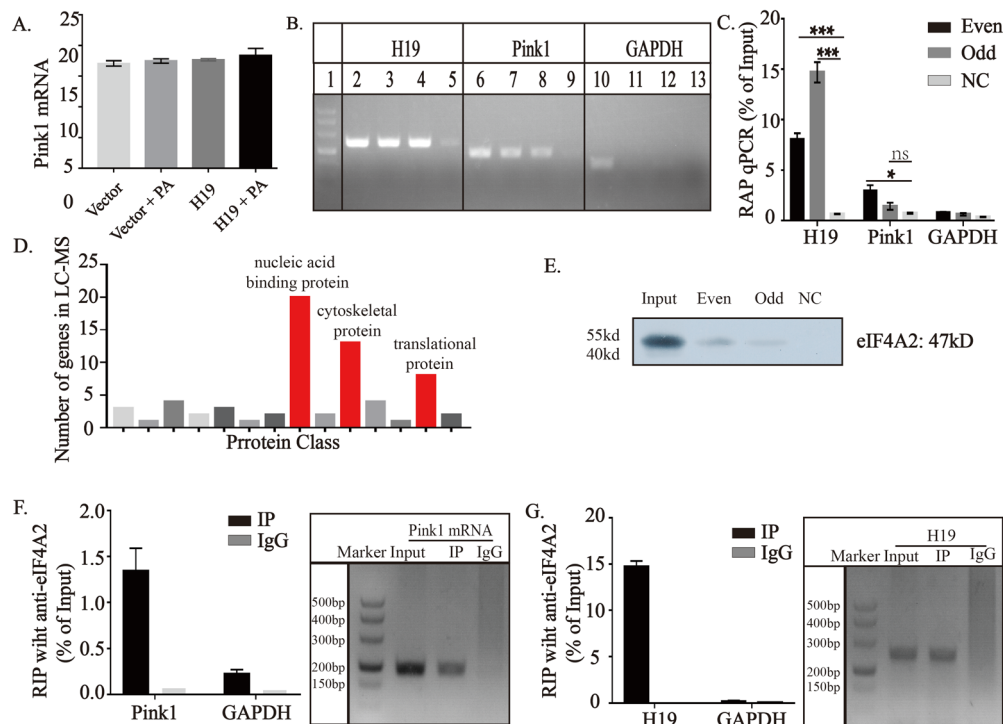 A.
Pink1 mRNA
25
20
15
10
5
0
Vector
Vector + PA
H19
H19 + PA
B.
H19 Pink1 GAPDH
1 2 3 4 5 6 7 8 9 10 11 12 13
C.
RAP qPCR (% of Input)
20
15
10
5
0
*** 
***
ns
*
H19 Pink1 GAPDH
Even
Odd
NC
D.
Number of genes in LC-MS
25
20
15
10
5
0
nucleic acid
binding protein
cytoskeletal
protein
translational
protein
Prrotein Class
E.
Input Even Odd NC
55kd
40kd
eIF4A2: 47kD
F.
RIP wiht anti-eIF4A2
(% of Input)
2.0
1.5
1.0
0.5
0.0
Pink1 GAPDH
IP
IgG
Pink1 mRNA
Marker Input IP IgG
500bp
400bp
300bp
200bp
150bp
G.
RIP wiht anti-eIF4A2
(% of Input)
20
15
10
5
0
H19 GAPDH
IP
IgG
H19
Marker Input IP IgG
500bp
400bp
300bp
200bp
150bp